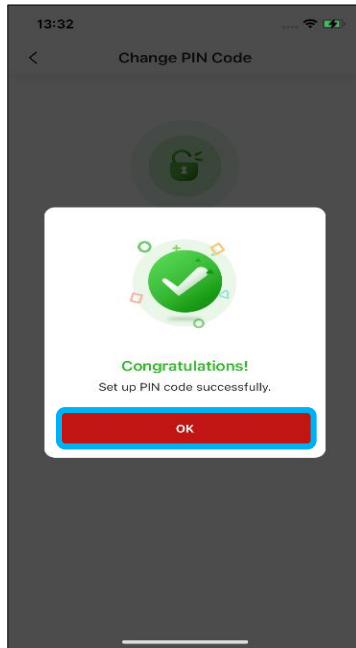 13:32
Change PIN Code
Congratulations!
Set up PIN code successfully.
OK